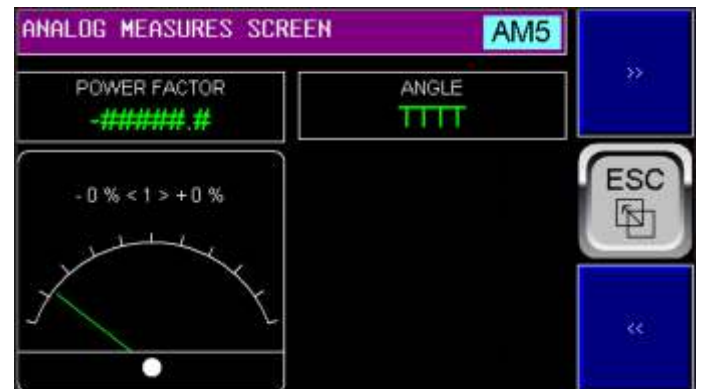 ANALOG MEASURES SCREEN
AM5
>>
POWER FACTOR
-#####.#
ANGLE
TTTT
ESC
- 0 % < 1 > + 0 %
<<